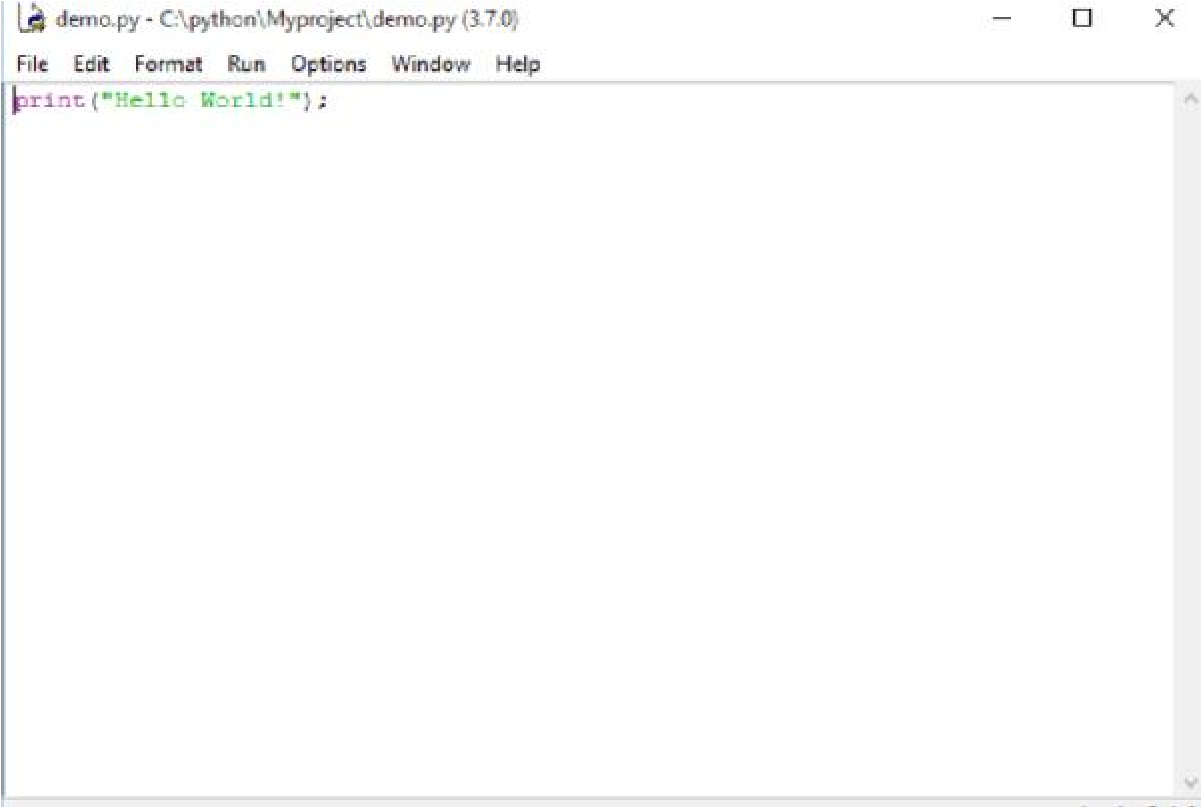 demo.py - C:\python\Myproject\demo.py (3.7.0)
File Edit Format Run Options Window Help
print("Hello World!");